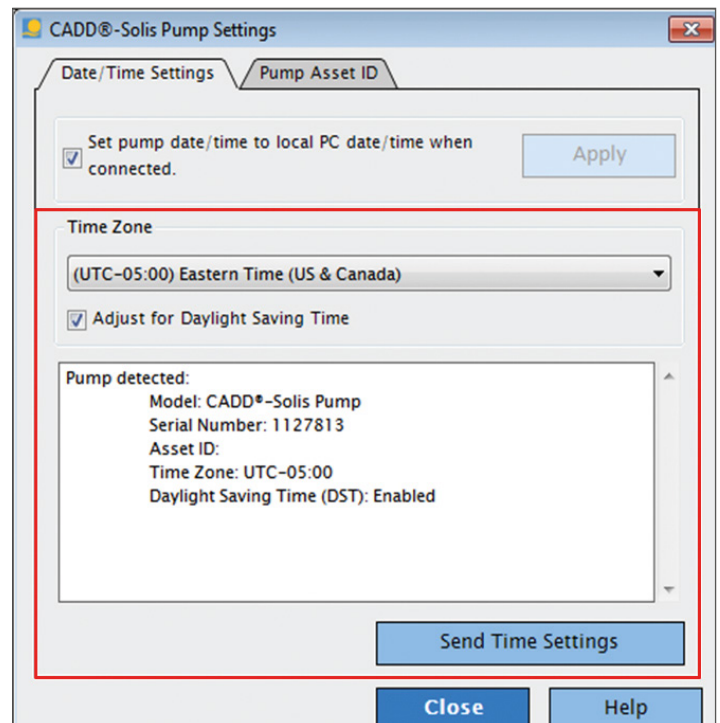 CADD®-Solis Pump Settings
Date/Time Settings
Pump Asset ID
Set pump date/time to local PC date/time when
connected.
Apply
Time Zone
(UTC-05:00) Eastern Time (US & Canada)
Adjust for Daylight Saving Time
Pump detected:
Model: CADD®-Solis Pump
Serial Number: 1127813
Asset ID:
Time Zone: UTC-05:00
Daylight Saving Time (DST): Enabled
Send Time Settings
Close
Help